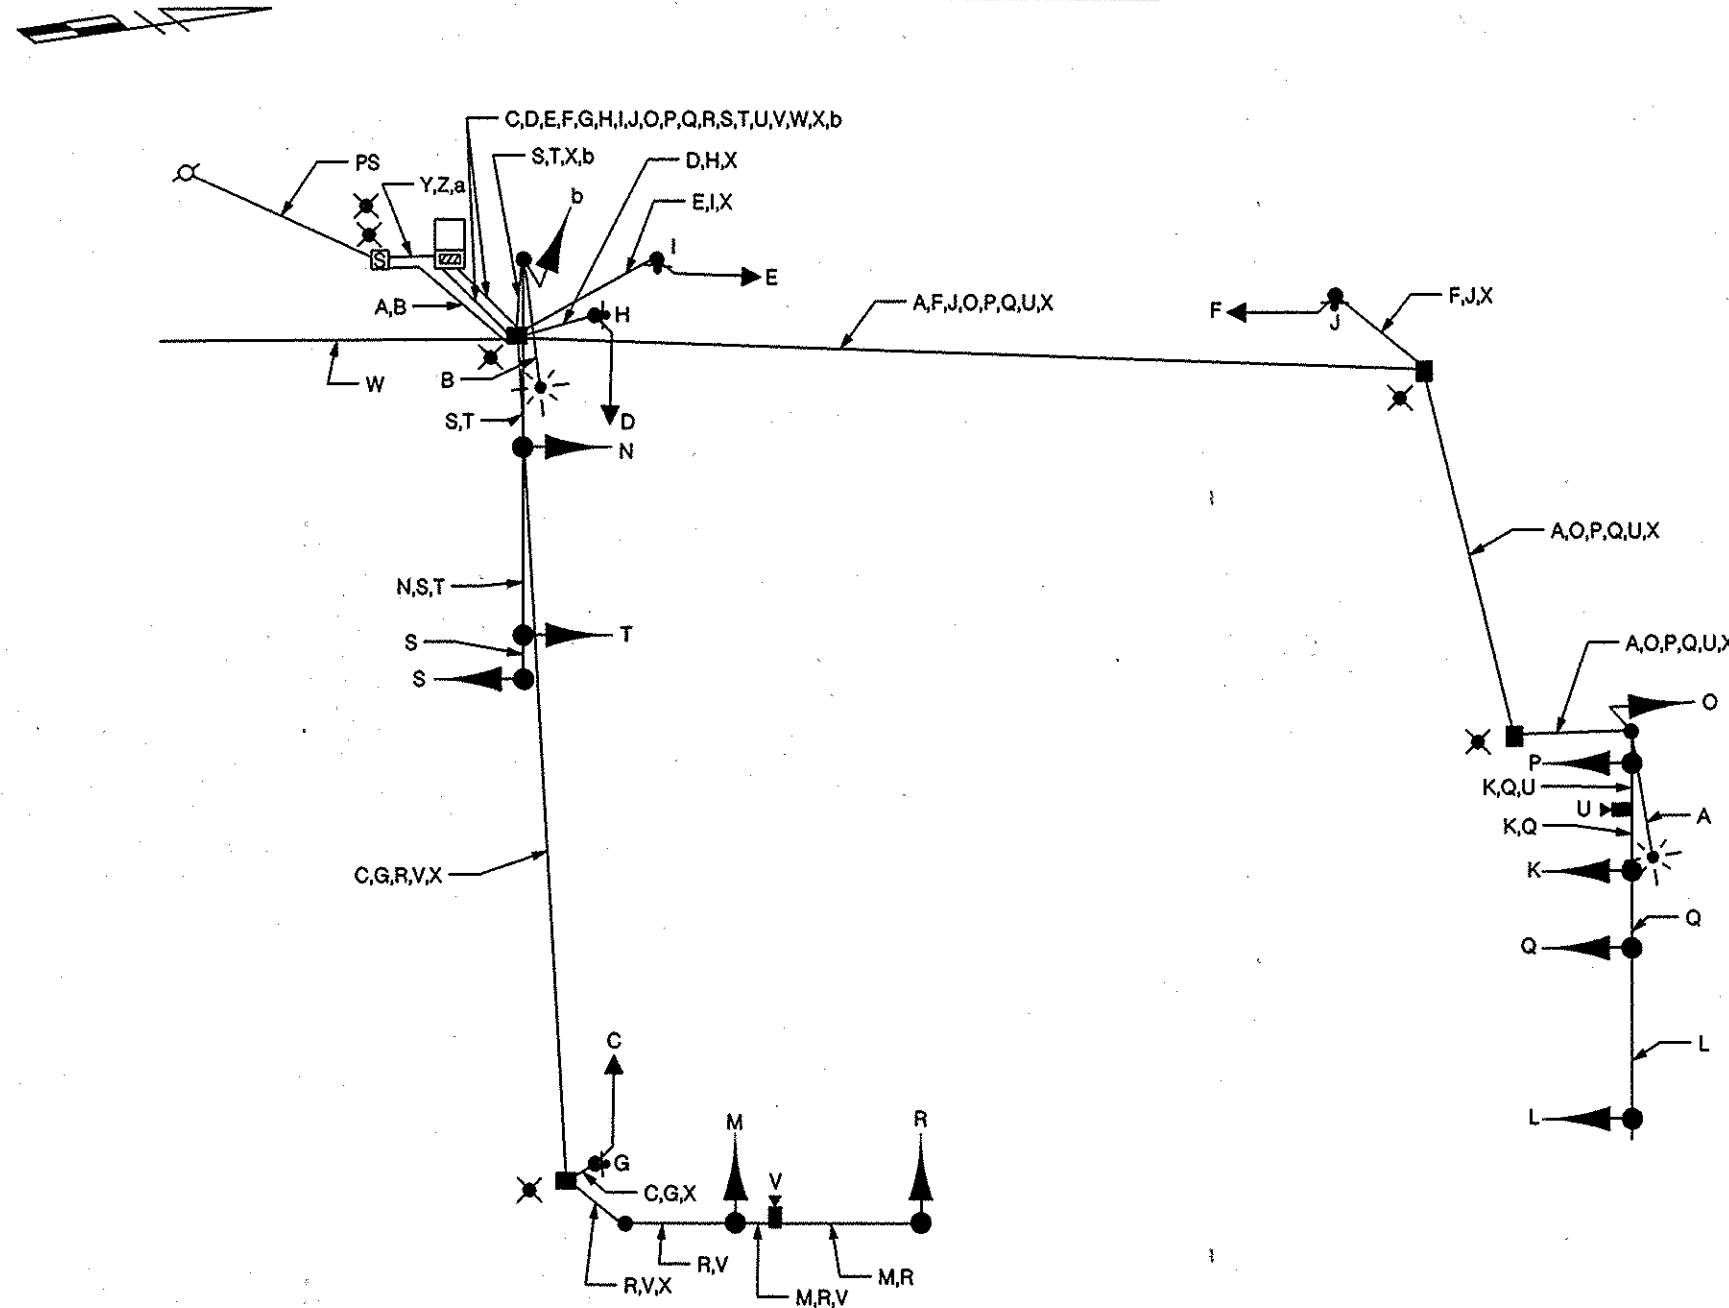 C,D,E,F,G,H,I,J,O,P,Q,R,S,T,U,V,W,X,b
S,T,X,b
D,H,X
PS
Y,Z,a
b
E,I,X
I
E
S
A,B
H
A,F,J,O,P,Q,U,X
F
J
F,J,X
W
B
S,T
D
N
A,O,P,Q,U,X
N,S,T
T
S
S
A,O,P,Q,U,X
O
P
K,Q,U
U
A
K,Q
K
C,G,R,V,X
Q
Q
C
L
M
R
L
G
V
C,G,X
R,V
M,R
R,V,X
M,R,V